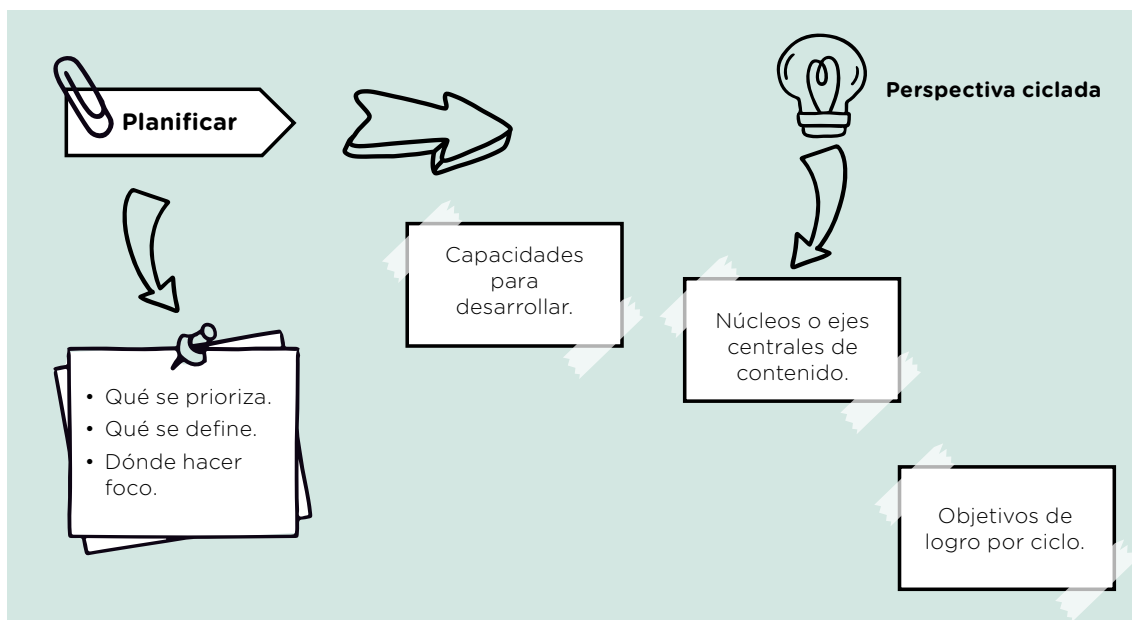 Planificar
Perspectiva ciclada
Capacidades
para
desarrollar.
Núcleos o ejes
centrales de
contenido.
• Qué se prioriza.
• Qué se define.
• Dónde hacer
foco.
Objetivos de
logro por ciclo.